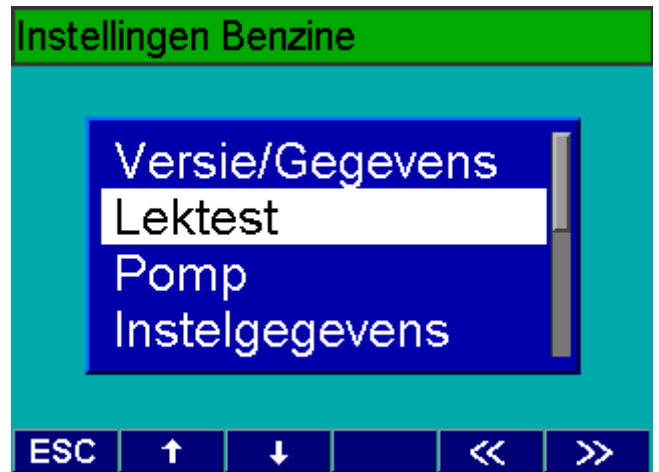 Instellingen Benzine
Versie/Gegevens
Lektest
Pomp
Instelgegevens
ESC ↑ ↓ << >>